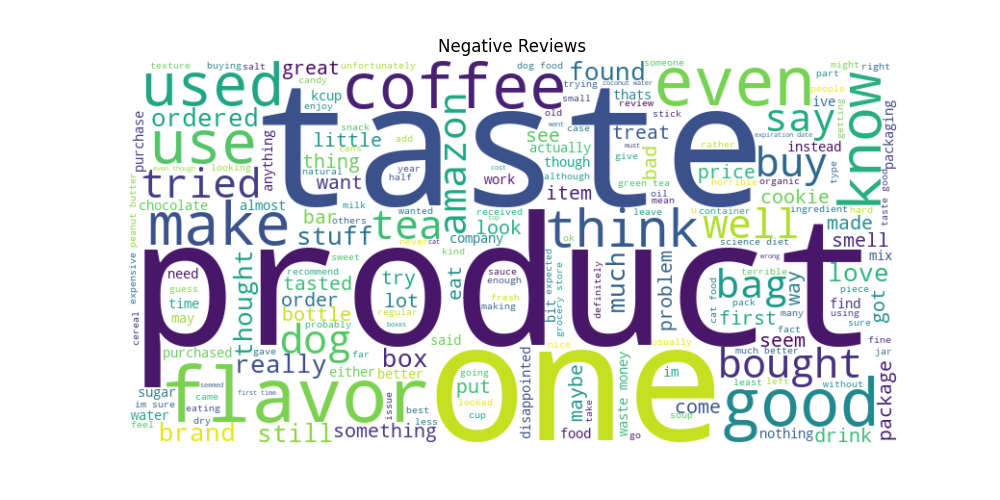 Negative Reviews
texture
buying
salt
great
unfortunately
dog food
found
someone
might
right
used
candy
coffee
trying
coconut water
even
part
people
kcup
small
thats
ive
ordered
enjoy
old
review
stick
say
getting
know
purchase
taste
amazon
went
case
treat
expiration date
instead
packaging
use
anything
little
snack
add
see
must
bad
rather
cans
actually
give
thing
though
price
buy
type
even though
looking
natural
year
half
cost
work
although
green tea
horrible
organic
tried
want
item
oil
mean
cookie
taste good
chocolate
almost
bar
milk
wanted
received
top
leave
u
container
ingredient
hard
make
others
tea
look
think
well
made
expensive
peanut butter
stuff
never
cat
company
ok
science diet
smell
product
sweet
kind
wrong
mix
need
recommend
try
eat
sauce
enough
bit
expected
grocery store
definitely
much
problem
terrible
bag
way
love
piece
guess
tasted
lot
fresh
cat food
pack
many
find
got
time
order
regular
making
first
fact
using
may
thought
bottle
boxes
sure
cereal
probably
dog
said
nice
usually
seem
fine
purchased
gave
far
box
much better
jar
really
either
better
going
im
bought
seemed
flavor
one
put
disappointed
maybe
waste money
least
left
without
package
sugar
came
looked
take
come
good
im sure
eating
first time
issue
best
cup
soup
water
dry
less
feel
brand
still
something
food
go
nothing
drink